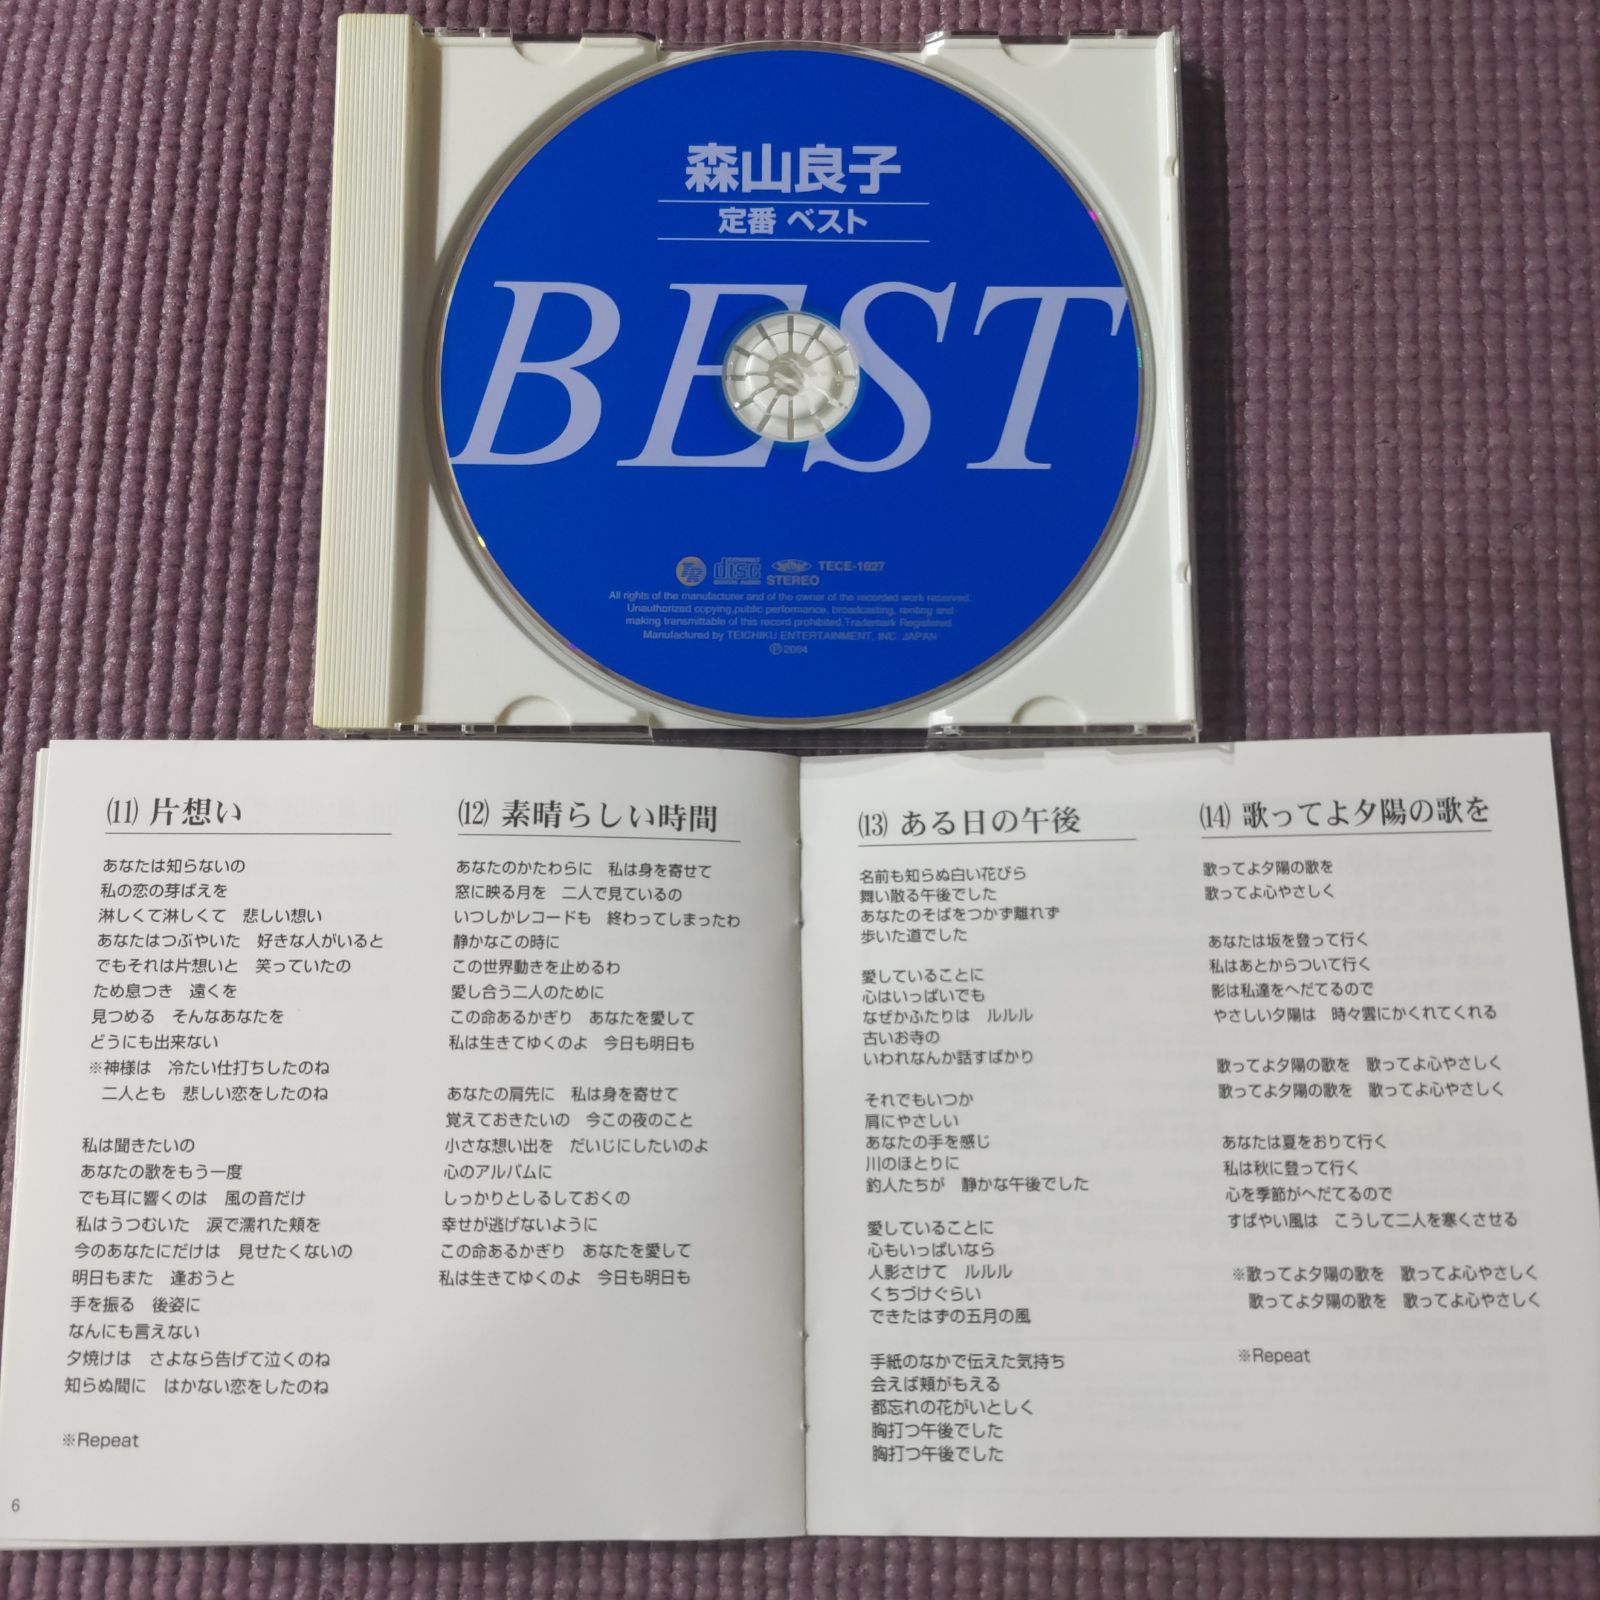 森山良子
定番 ベスト
BEST
disc
STEREO
TECE-1027
All rights of the manufacturer and of the owner of the recorded work reserved.
Unauthorized copying,public performance, broadcasting, renting and
making transmittable of this record prohibited.Trademark Registered.
Manufactured by TEICHIKU ENTERTAINMENT, INC. JAPAN
Ⓟ2004
(11) 片想い
あなたは知らないの
私の恋の芽ばえを
淋しくて淋しくて　悲しい想い
あなたはつぶやいた　好きな人がいると
でもそれは片想いと　笑っていたの
ため息つき　遠くを
見つめる　そんなあなたを
どうにも出来ない
※神様は　冷たい仕打ちしたのね
二人とも　悲しい恋をしたのね
私は聞きたいの
あなたの歌をもう一度
でも耳に響くのは　風の音だけ
私はうつむいた　涙で濡れた頬を
今のあなたにだけは　見せたくないの
明日もまた　逢おうと
手を振る　後姿に
なんにも言えない
夕焼けは　さよなら告げて泣くのね
知らぬ間に　はかない恋をしたのね
※Repeat
6
(12) 素晴らしい時間
あなたのかたわらに　私は身を寄せて
窓に映る月を　二人で見ているの
いつしかレコードも　終わってしまったわ
静かなこの時に
この世界動きを止めるわ
愛し合う二人のために
この命あるかぎり　あなたを愛して
私は生きてゆくのよ　今日も明日も
あなたの肩先に　私は身を寄せて
覚えておきたいの　今この夜のこと
小さな想い出を　だいじにしたいのよ
心のアルバムに
しっかりとしるしておくの
幸せが逃げないように
この命あるかぎり　あなたを愛して
私は生きてゆくのよ　今日も明日も
(13) ある日の午後
名前も知らぬ白い花びら
舞い散る午後でした
あなたのそばをつかず離れず
歩いた道でした
愛していることに
心はいっぱいでも
なぜかふたりは　ルルル
古いお寺の
いわれなんか話すばかり
それでもいつか
肩にやさしい
あなたの手を感じ
川のほとりに
釣人たちが　静かな午後でした
愛していることに
心もいっぱいなら
人影さけて　ルルル
くちづけぐらい
できたはずの五月の風
手紙のなかで伝えた気持ち
会えば頬がもえる
都忘れの花がいとしく
胸打つ午後でした
胸打つ午後でした
(14) 歌ってよ夕陽の歌を
歌ってよ夕陽の歌を
歌ってよ心やさしく
あなたは坂を登って行く
私はあとからついて行く
影は私達をへだてるので
やさしい夕陽は　時々雲にかくれてくれる
歌ってよ夕陽の歌を　歌ってよ心やさしく
歌ってよ夕陽の歌を　歌ってよ心やさしく
あなたは夏をおりて行く
私は秋に登って行く
心を季節がへだてるので
すばやい風は　こうして二人を寒くさせる
※歌ってよ夕陽の歌を　歌ってよ心やさしく
歌ってよ夕陽の歌を　歌ってよ心やさしく
※Repeat